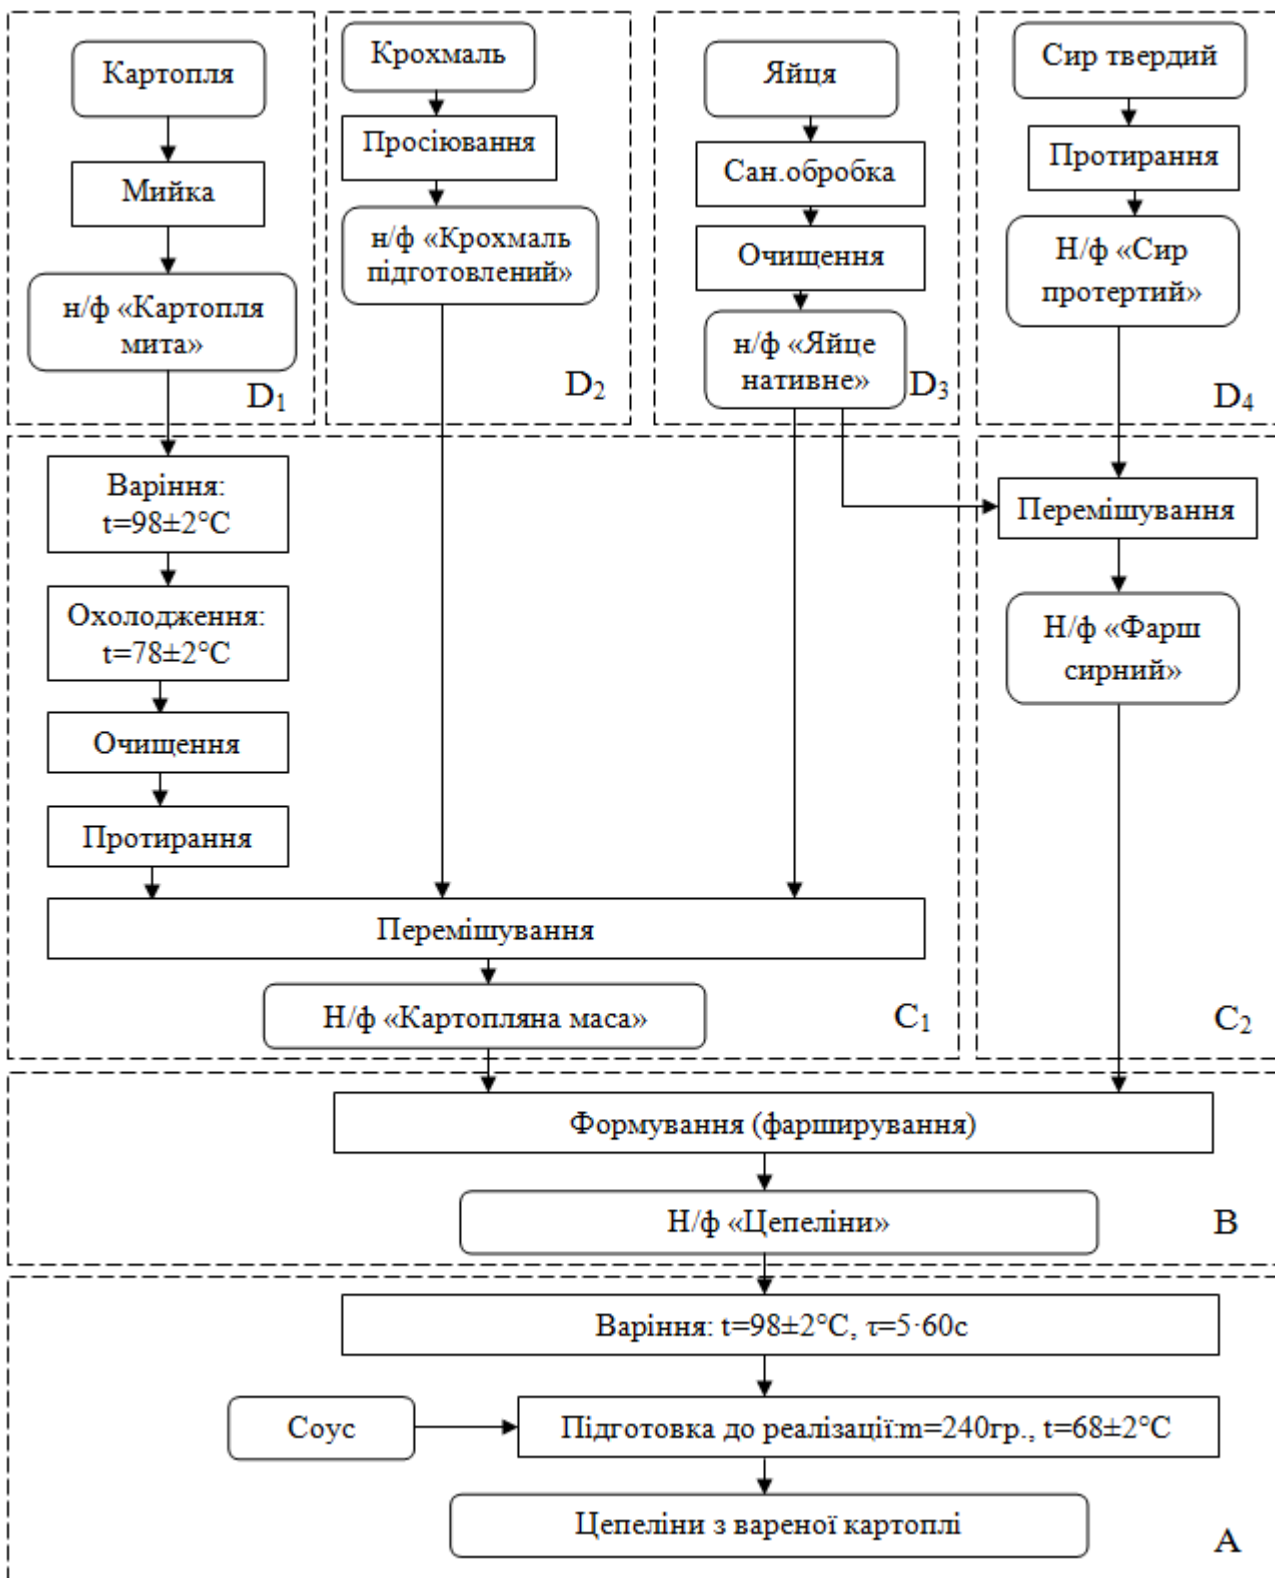 Картопля
Мийка
н/ф «Картопля
мита»
D₁
Крохмаль
Просіювання
н/ф «Крохмаль
підготовлений»
D₂
Яйця
Сан.обробка
Очищення
н/ф «Яйце
нативне»
D₃
Сир твердий
Протирання
Н/ф «Сир
протертий»
D₄
Варіння:
t=98±2°C
Охолодження:
t=78±2°C
Очищення
Протирання
Перемішування
Н/ф «Картопляна маса»
C₁
Перемішування
Н/ф «Фарш
сирний»
C₂
Формування (фарширування)
Н/ф «Цепеліни»
B
Варіння: t=98±2°C, τ=5·60с
Соус
Підготовка до реалізації:m=240гр., t=68±2°C
Цепеліни з вареної картоплі
A